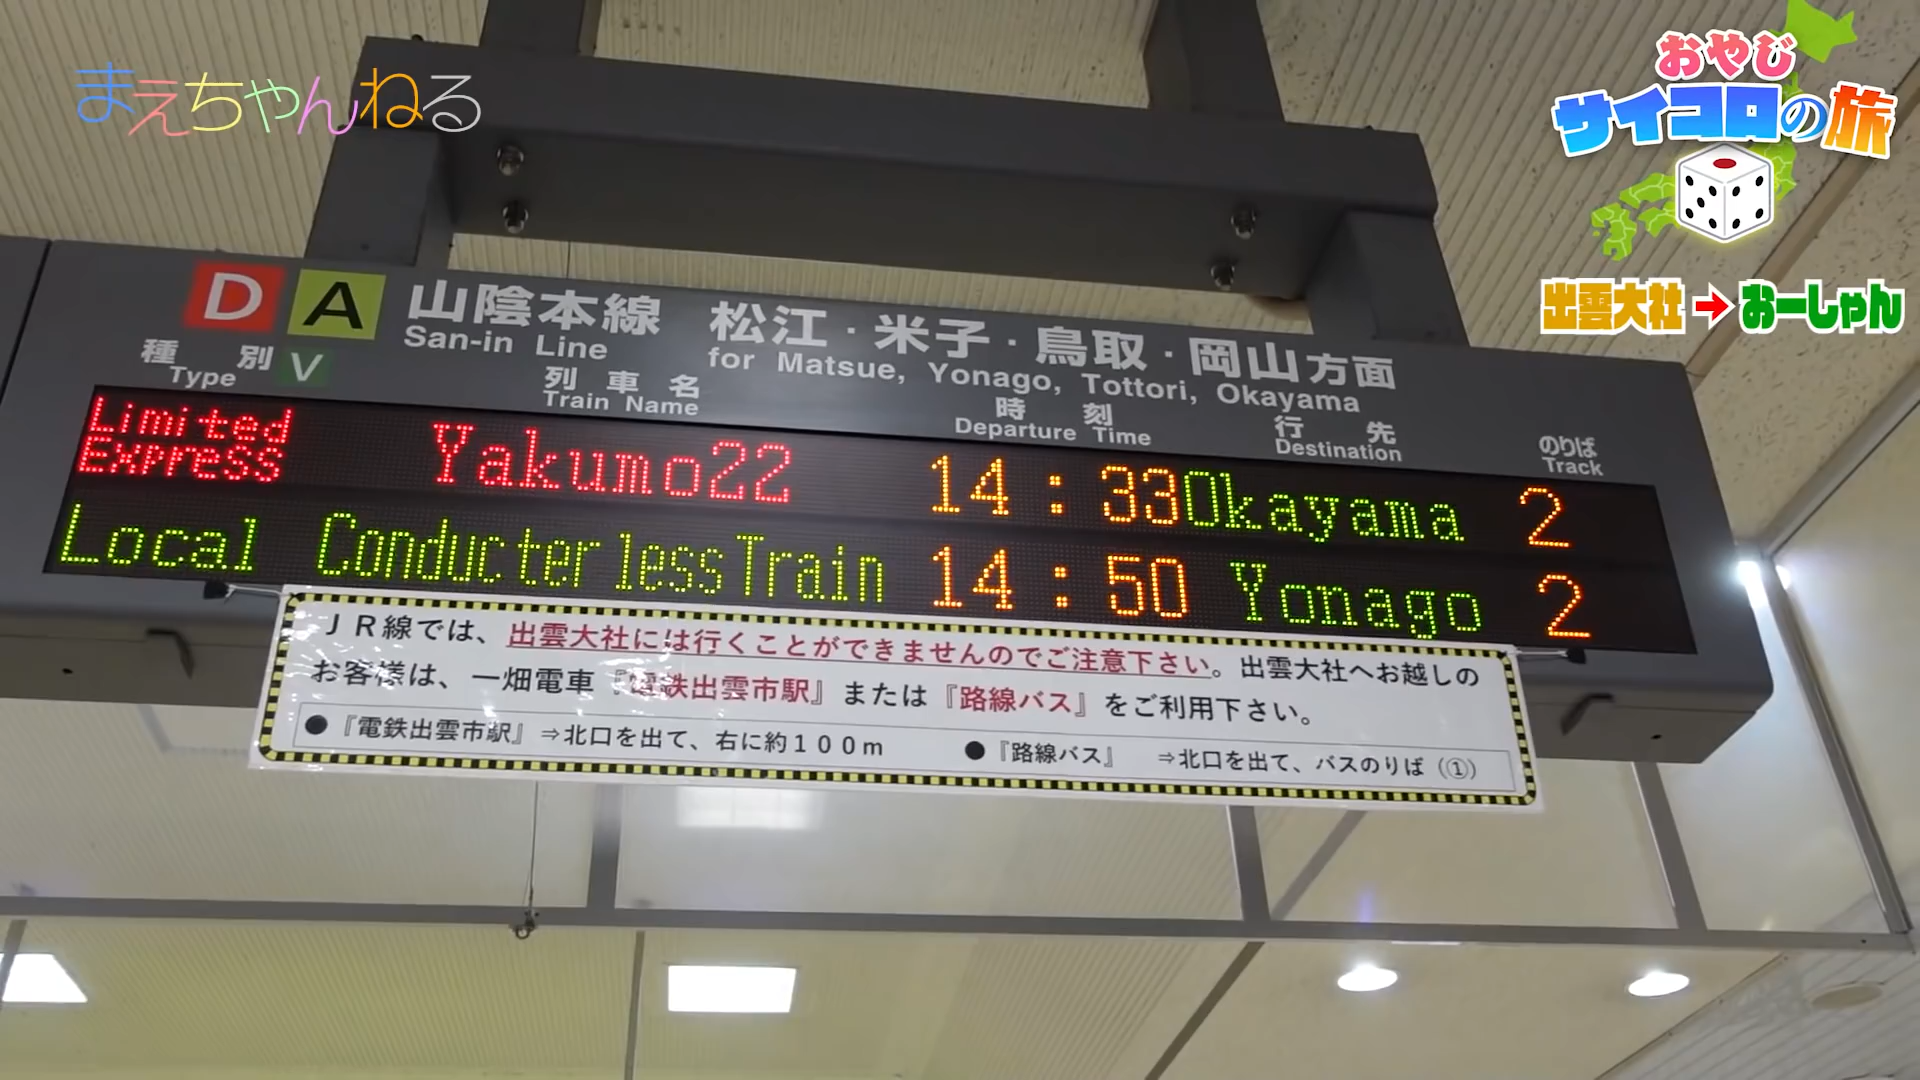 まえちゃんねる
おやじ
サイコロの旅
出雲大社➡おーしゃん
D A 山陰本線 松江・米子・鳥取・岡山方面
San-in Line for Matsue, Yonago, Tottori, Okayama
種別 V 列車名 時刻 行先 のりば
Type Train Name Departure Time Destination Track
Limited Express Yakumo22 14:33 Okayama 2
Local ConducterlessTrain 14:50 Yonago 2
JR線では、出雲大社には行くことができませんのでご注意下さい。出雲大社へお越しの
お客様は、一畑電車『電鉄出雲市駅』または『路線バス』をご利用下さい。
●『電鉄出雲市駅』⇒北口を出て、右に約100m ●『路線バス』 ⇒北口を出て、バスのりば(①)